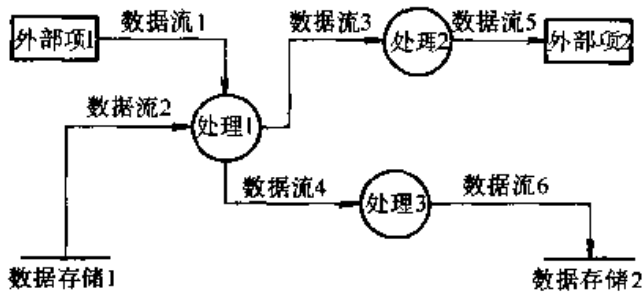 数据流1
数据流3
数据流5
外部项1
处理2
外部项2
数据流2
处理1
数据流4
数据流6
处理3
数据存储1
数据存储2